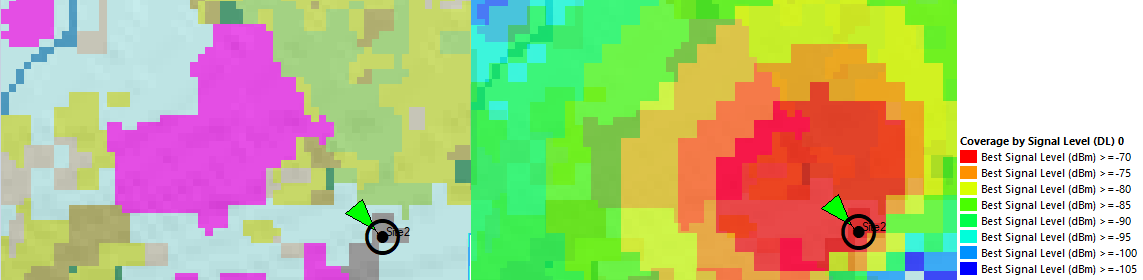 Site2
Site2
Coverage by Signal Level (DL) 0
Best Signal Level (dBm) >=-70
Best Signal Level (dBm) >=-75
Best Signal Level (dBm) >=-80
Best Signal Level (dBm) >=-85
Best Signal Level (dBm) >=-90
Best Signal Level (dBm) >=-95
Best Signal Level (dBm) >=-100
Best Signal Level (dBm) >=-105